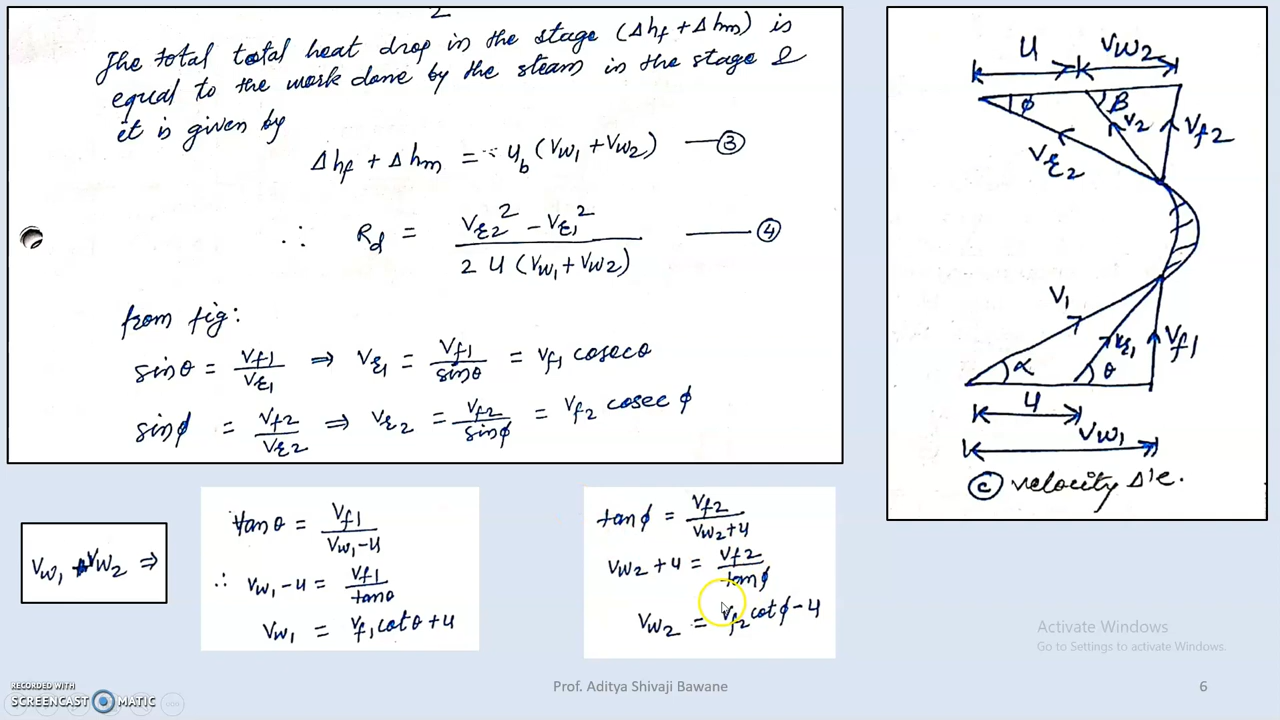 2
The total total heat drop in the stage (Δhf + Δhm) is
equal to the work done by the steam in the stage &
it is given by
Δhf + Δhm = u_b (Vw1 + Vw2) —③
∴ Rd = (Vr2² − Vr1²) / (2 u (Vw1 + Vw2)) —④
from fig:
sinθ = Vf1/Vr1 ⇒ Vr1 = Vf1/sinθ = Vf1 cosecθ
sinϕ = Vf2/Vr2 ⇒ Vr2 = Vf2/sinϕ = Vf2 cosec ϕ
Vw1 + Vw2 ⇒
tanθ = Vf1/(Vw1−u)
∴ Vw1−u = Vf1/tanθ
Vw1 = Vf1 cotθ + u
tanϕ = Vf2/(Vw2+u)
Vw2 + u = Vf2/tanϕ
Vw2 = Vf2 cotϕ − u
u Vw2
ϕ β
V2 Vf2
Vr2
V1
Vr1 Vf1
α θ
u
Vw1
ⓒ velocity Δ'e.
Activate Windows
Go to Settings to activate Windows.
RECORDED WITH
SCREENCAST MATIC
Prof. Aditya Shivaji Bawane
6